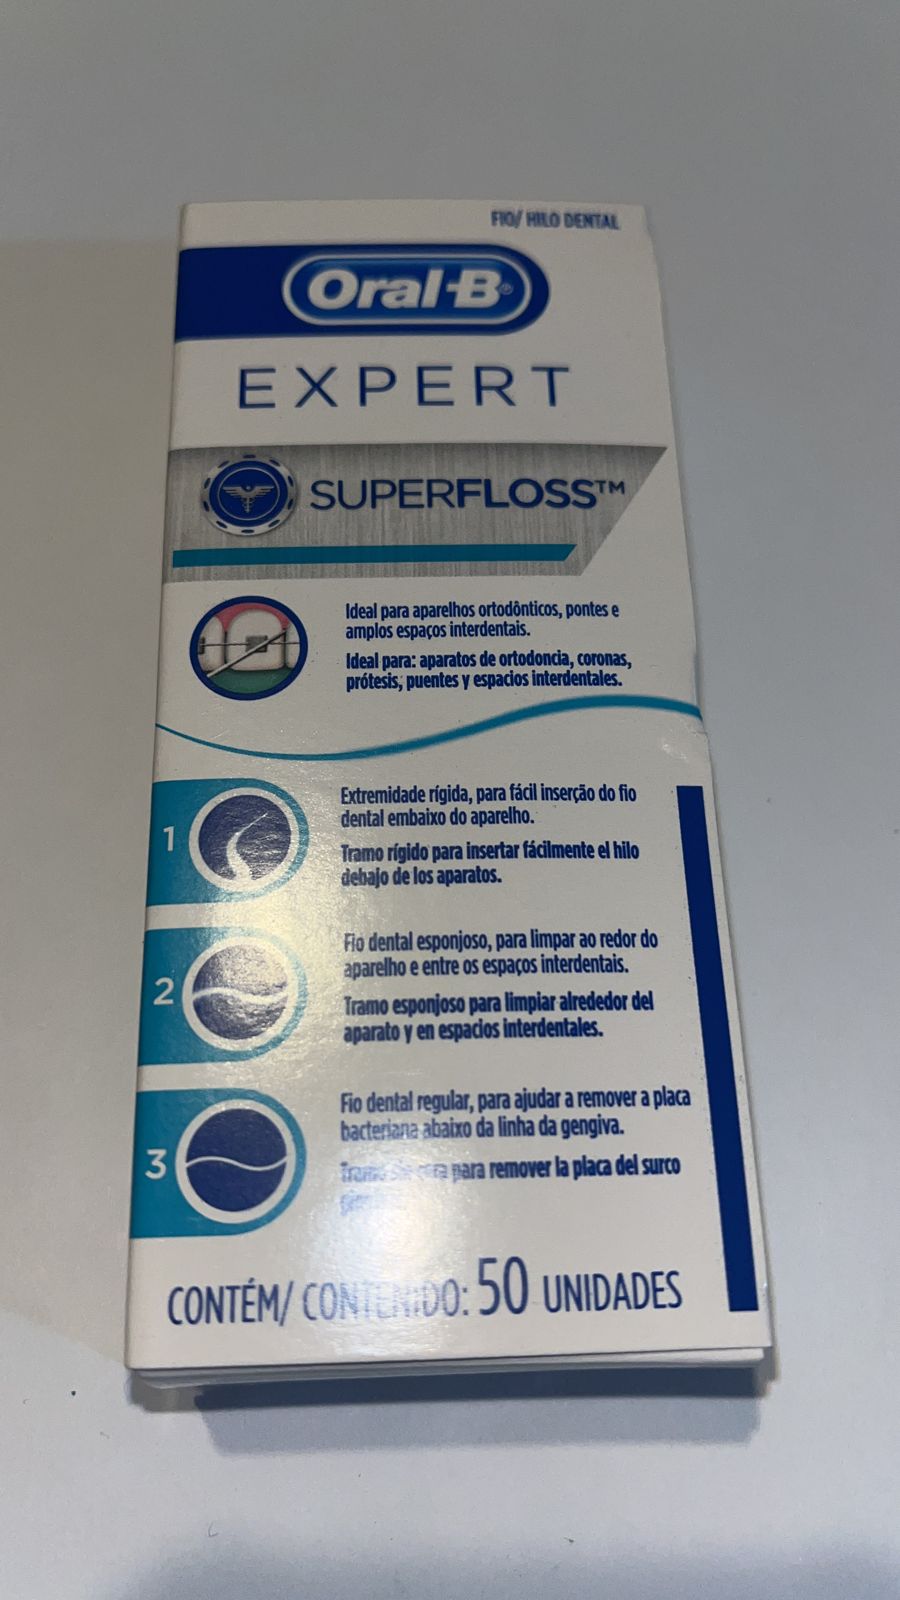 FIO/ HILO DENTAL
Oral-B®
EXPERT
SUPERFLOSS™
Ideal para aparelhos ortodônticos, pontes e
amplos espaços interdentais.
Ideal para: aparatos de ortodoncia, coronas,
prótesis, puentes y espacios interdentales.
1
Extremidade rígida, para fácil inserção do fio
dental embaixo do aparelho.
Tramo rígido para insertar fácilmente el hilo
debajo de los aparatos.
2
Fio dental esponjoso, para limpar ao redor do
aparelho e entre os espaços interdentais.
Tramo esponjoso para limpiar alrededor del
aparato y en espacios interdentales.
3
Fio dental regular, para ajudar a remover a placa
bacteriana abaixo da linha da gengiva.
Tramo para remover la placa del surco
CONTÉM/ CONTENIDO: 50 UNIDADES